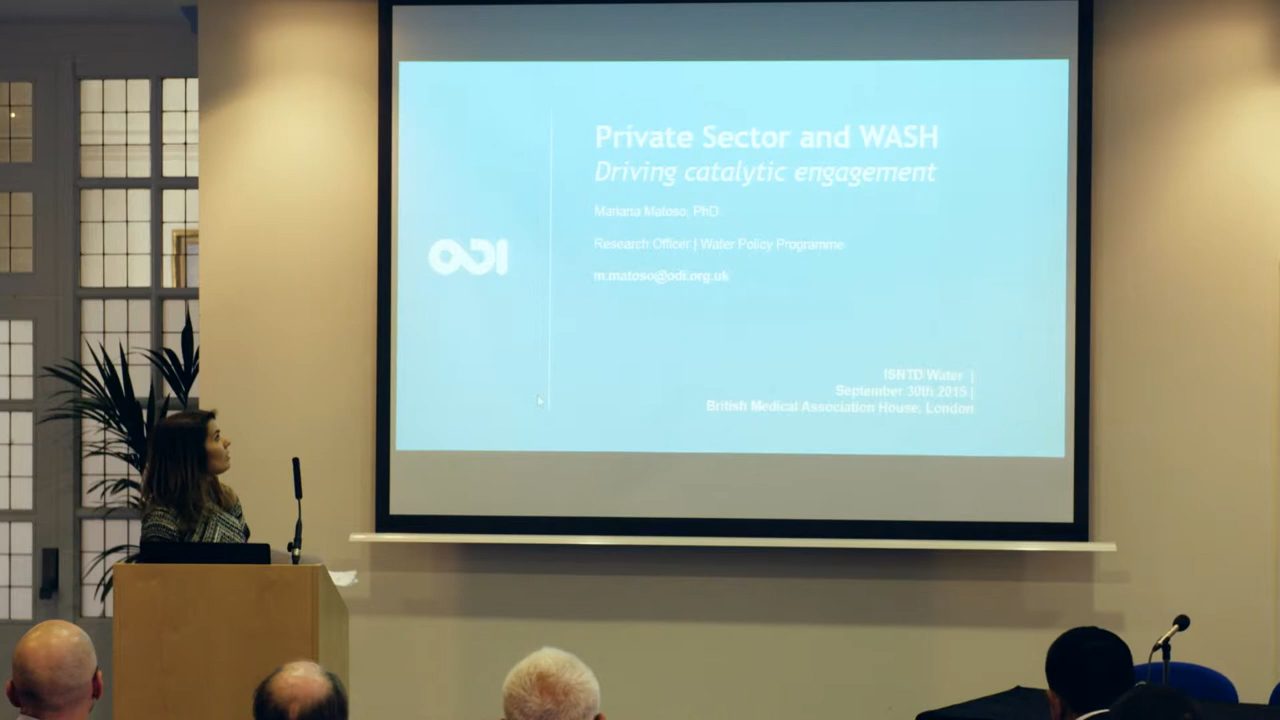 Private Sector and WASH
Driving catalytic engagement
Mariana Matoso, PhD
Research Officer | Water Policy Programme
m.matoso@odi.org.uk
ODI
ISNTD Water |
September 30th 2015 |
British Medical Association House, London